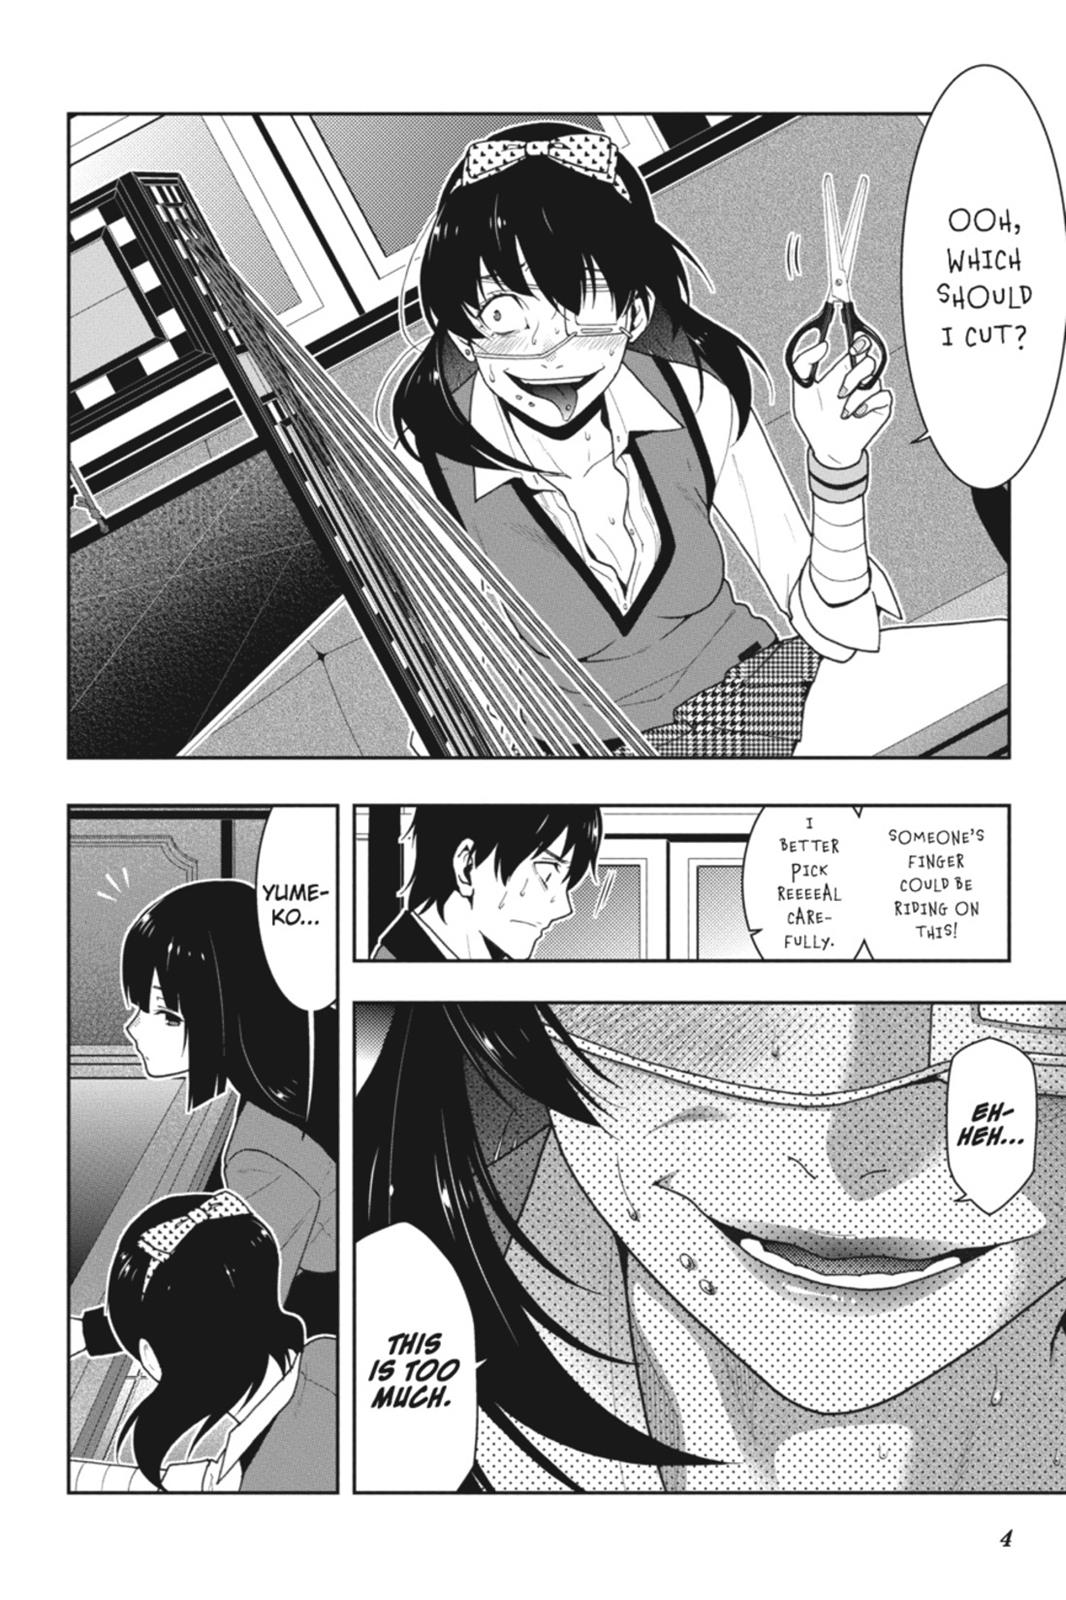 OOH,
WHICH
SHOULD
I CUT?
SOMEONE'S
FINGER
COULD BE
RIDING ON
THIS!
I
BETTER
PICK
REEEEAL
CARE-
FULLY.
YUME-
KO...
EH-
HEH...
THIS
IS TOO
MUCH.
4